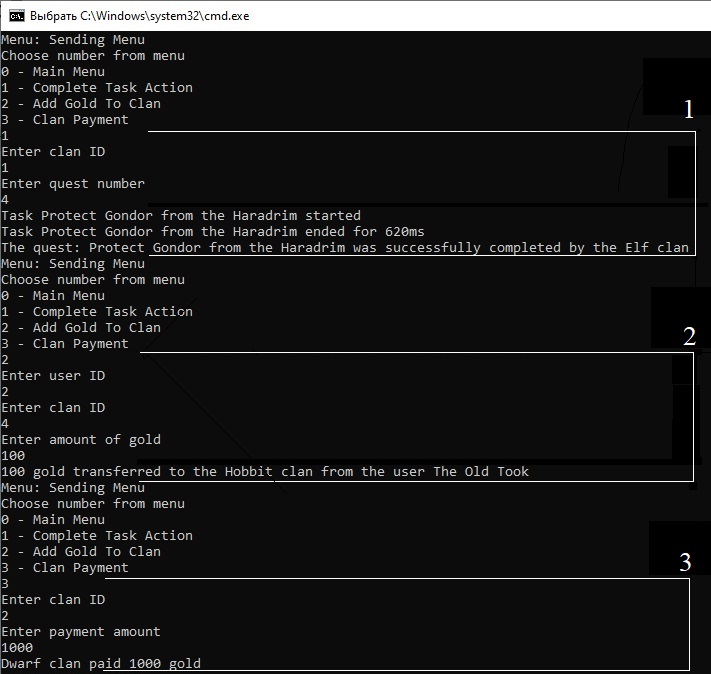 Выбрать C:\Windows\system32\cmd.exe
Menu: Sending Menu
Choose number from menu
0 - Main Menu
1 - Complete Task Action
2 - Add Gold To Clan
3 - Clan Payment
1
1
Enter clan ID
1
Enter quest number
4
Task Protect Gondor from the Haradrim started
Task Protect Gondor from the Haradrim ended for 620ms
The quest: Protect Gondor from the Haradrim was successfully completed by the Elf clan
Menu: Sending Menu
Choose number from menu
0 - Main Menu
1 - Complete Task Action
2 - Add Gold To Clan
2
3 - Clan Payment
2
Enter user ID
2
Enter clan ID
4
Enter amount of gold
100
100 gold transferred to the Hobbit clan from the user The Old Took
Menu: Sending Menu
Choose number from menu
0 - Main Menu
1 - Complete Task Action
2 - Add Gold To Clan
3
3 - Clan Payment
3
Enter clan ID
2
Enter payment amount
1000
Dwarf clan paid 1000 gold